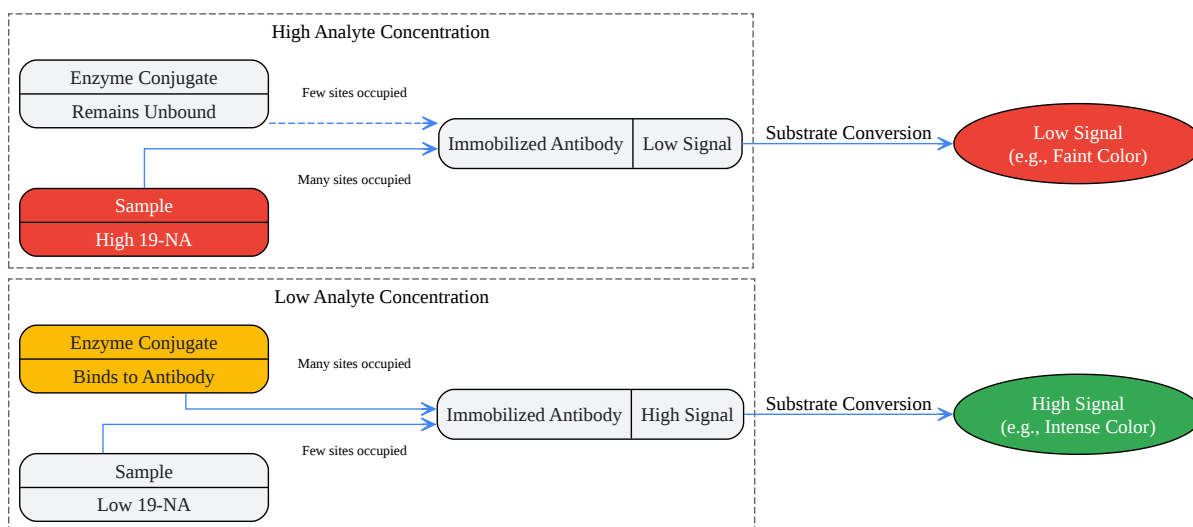 High Analyte Concentration
Enzyme Conjugate
Remains Unbound
Few sites occupied
Immobilized Antibody
Low Signal
Substrate Conversion
Low Signal
(e.g., Faint Color)
Many sites occupied
Sample
High 19-NA
Low Analyte Concentration
Enzyme Conjugate
Binds to Antibody
Many sites occupied
Immobilized Antibody
High Signal
Substrate Conversion
High Signal
(e.g., Intense Color)
Few sites occupied
Sample
Low 19-NA